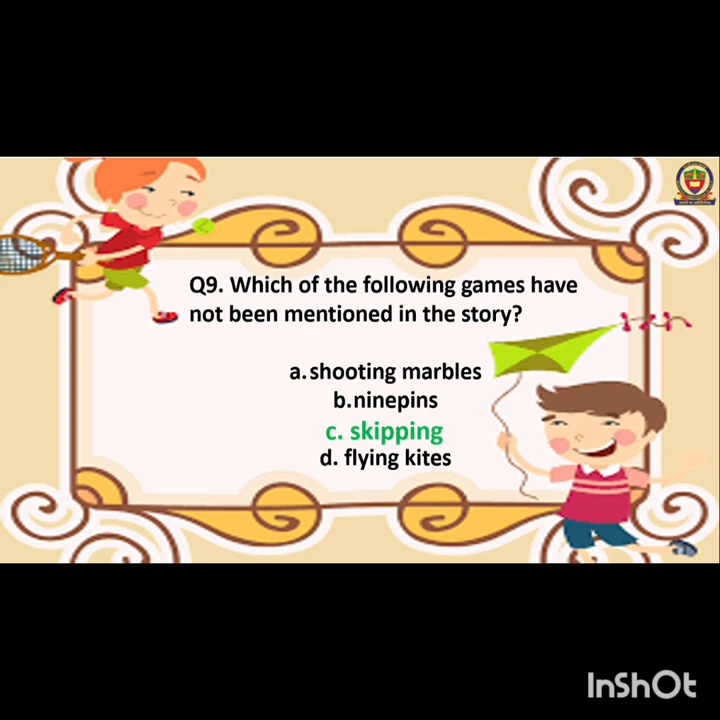 Q9. Which of the following games have
not been mentioned in the story?
a. shooting marbles
b.ninepins
c. skipping
d. flying kites
InShOt